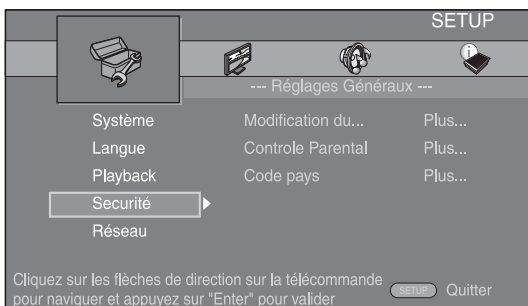 SETUP
--- Réglages Généraux ---
Système Modification du... Plus...
Langue Controle Parental Plus...
Playback Code pays Plus...
Securité
Réseau
Cliquez sur les flèches de direction sur la télécommande
pour naviguer et appuyez sur "Enter" pour valider
SETUP Quitter